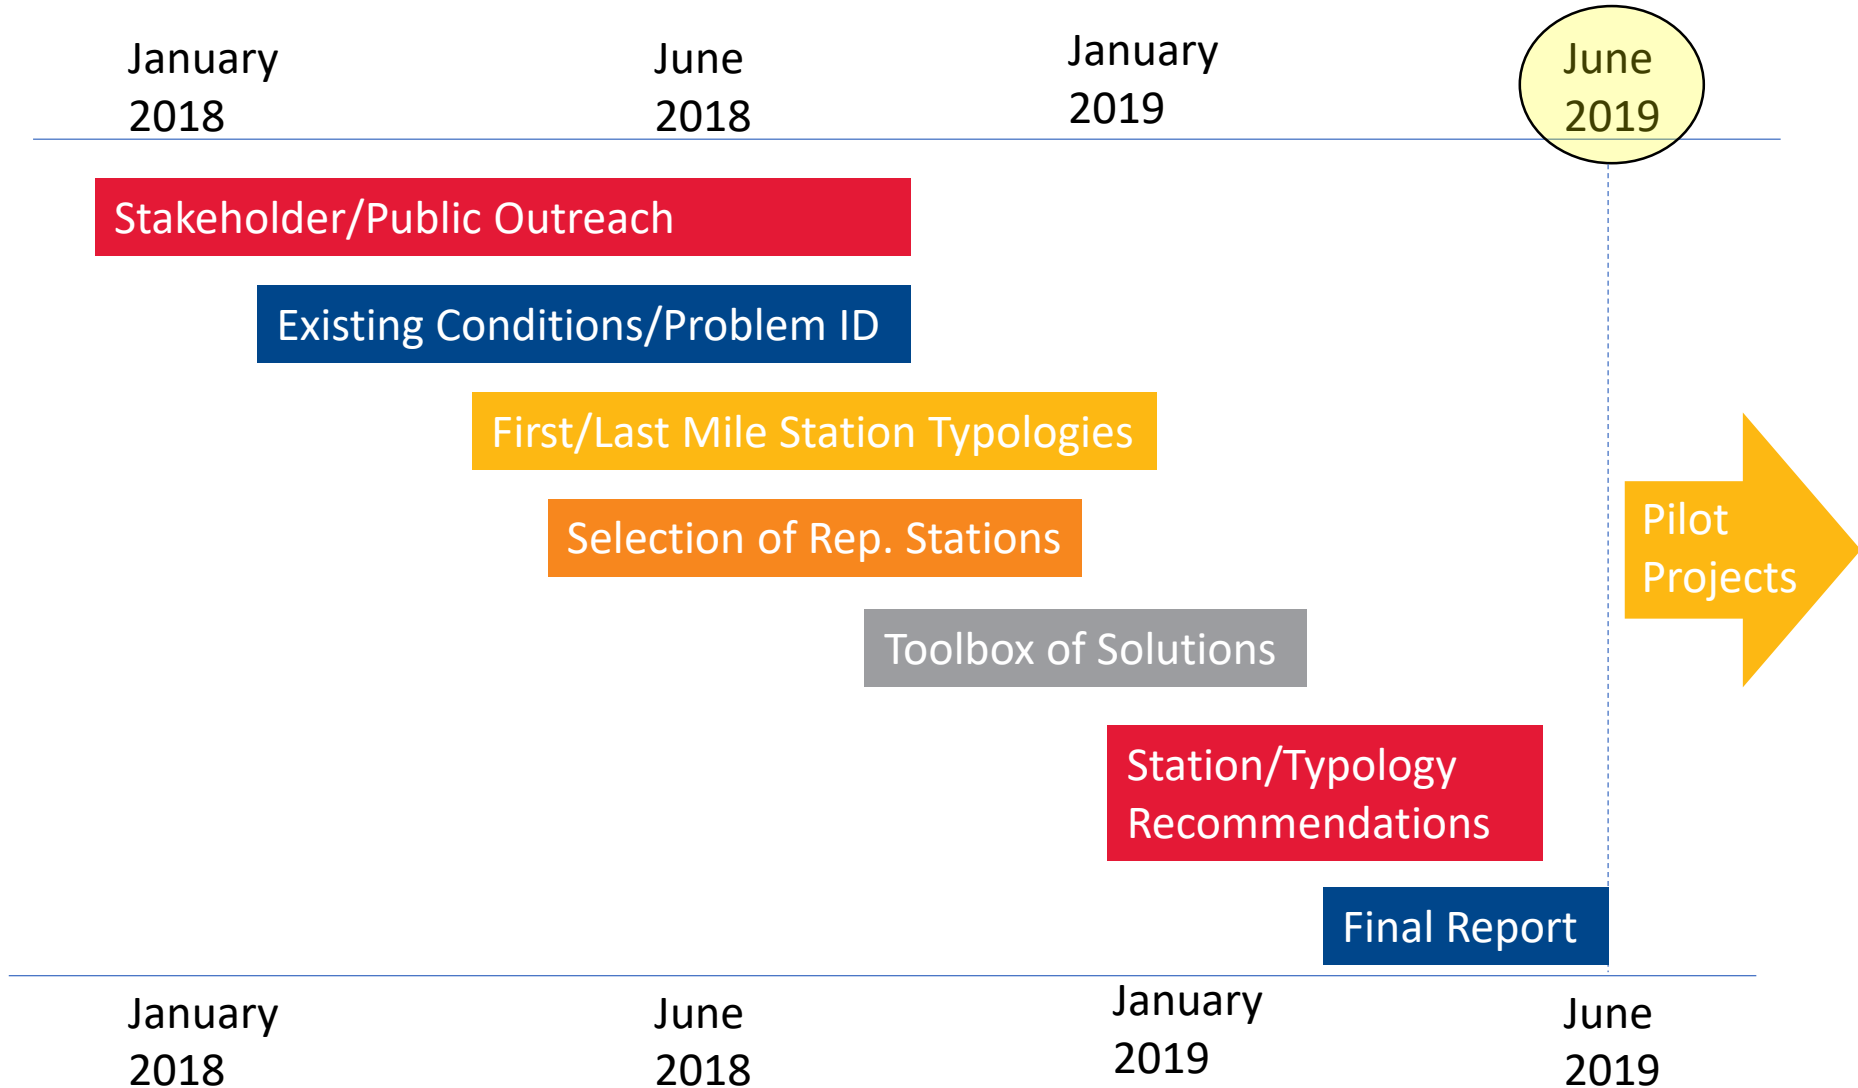 January
2018
June
2018
January
2019
June
2019
Stakeholder/Public Outreach
Existing Conditions/Problem ID
First/Last Mile Station Typologies
Selection of Rep. Stations
Pilot
Projects
Toolbox of Solutions
Station/Typology
Recommendations
Final Report
January
2018
June
2018
January
2019
June
2019